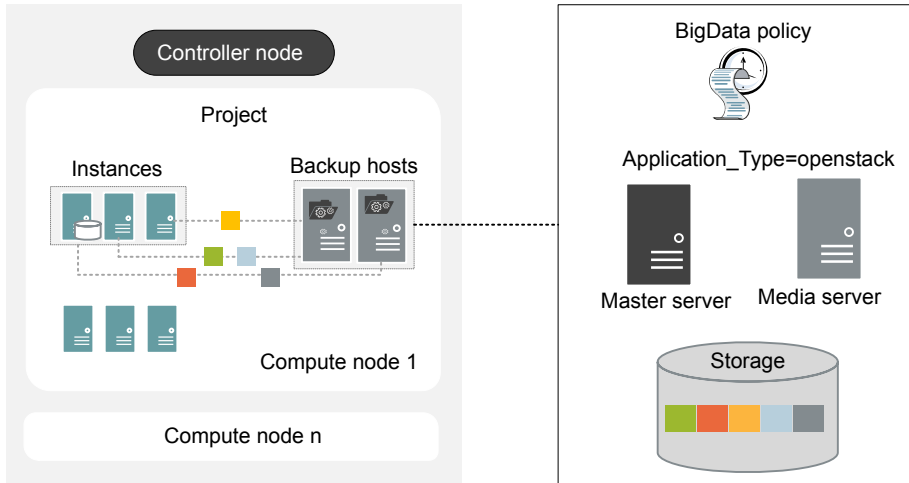 Controller node
Project
Instances
Backup hosts
Compute node 1
Compute node n
BigData policy
Application_Type=openstack
Master server
Media server
Storage